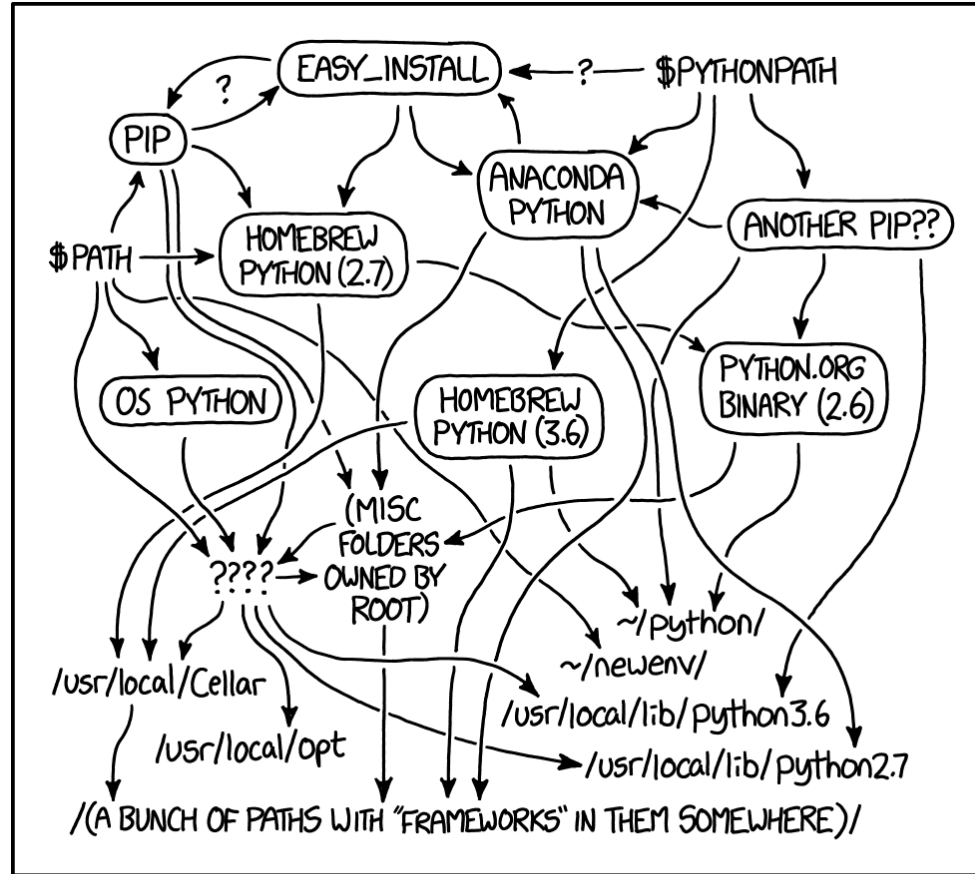 EASY_INSTALL
?
$PYTHONPATH
?
PIP
ANACONDA
PYTHON
ANOTHER PIP??
HOMEBREW
PYTHON (2.7)
$PATH
OS PYTHON
HOMEBREW
PYTHON (3.6)
PYTHON.ORG
BINARY (2.6)
(MISC
FOLDERS
OWNED BY
ROOT)
????
~/python/
~/newenv/
/usr/local/Cellar
/usr/local/lib/python3.6
/usr/local/opt
/usr/local/lib/python2.7
/(A BUNCH OF PATHS WITH "FRAMEWORKS" IN THEM SOMEWHERE)/